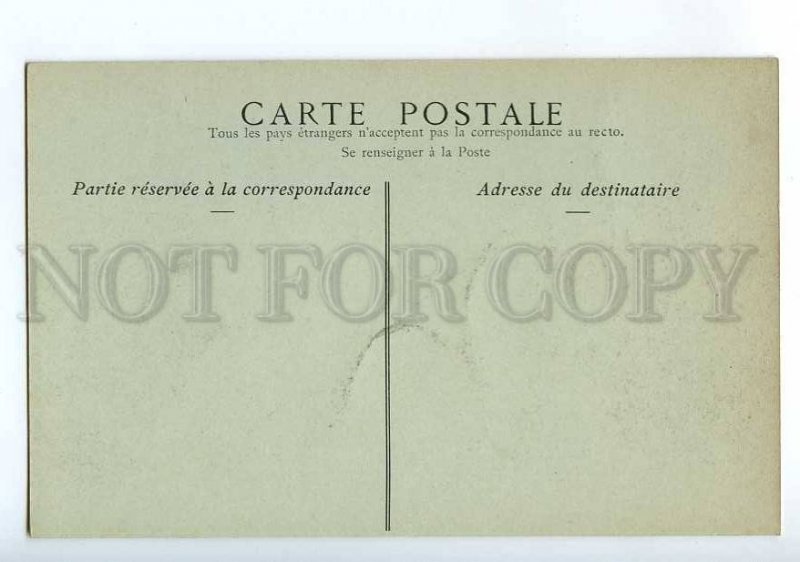 CARTE POSTALE
Tous les pays étrangers n'acceptent pas la correspondance au recto.
Se renseigner à la Poste
Partie réservée à la correspondance
Adresse du destinataire
NOT FOR COPY